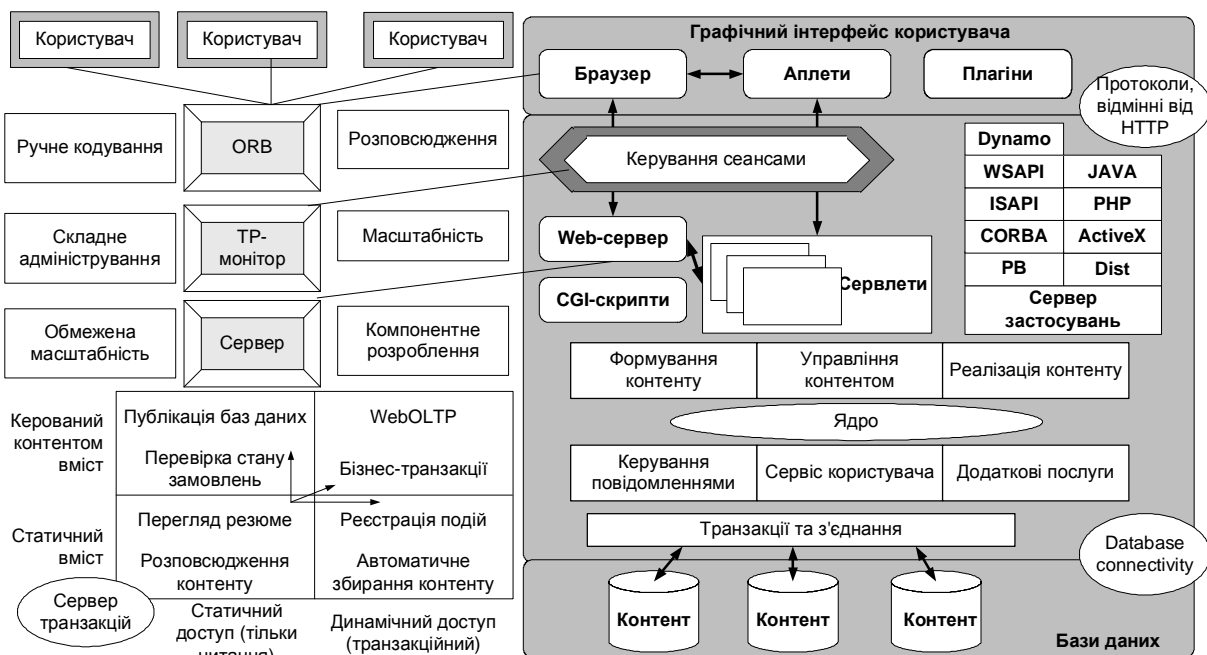 Користувач
Користувач
Користувач
Ручне кодування
ORB
Розповсюдження
Складне
адміністрування
TP-
монітор
Масштабність
Обмежена
масштабність
Сервер
Компонентне
розроблення
Керований
контентом
вміст
Публікація баз даних
WebOLTP
Перевірка стану
замовлень
Бізнес-транзакції
Статичний
вміст
Перегляд резюме
Реєстрація подій
Розповсюдження
контенту
Автоматичне
збирання контенту
Сервер
транзакцій
Статичний
доступ (тільки
читання)
Динамічний доступ
(транзакційний)
Графічний інтерфейс користувача
Браузер
Аплети
Плагіни
Протоколи,
відмінні від
HTTP
Керування сеансами
Dynamo
WSAPI
JAVA
ISAPI
PHP
CORBA
ActiveX
PB
Dist
Сервер
застосувань
Web-сервер
CGI-скрипти
Сервлети
Формування
контенту
Управління
контентом
Реалізація контенту
Ядро
Керування
повідомленнями
Сервіс користувача
Додаткові послуги
Транзакції та з'єднання
Database
connectivity
Контент
Контент
Контент
Бази даних